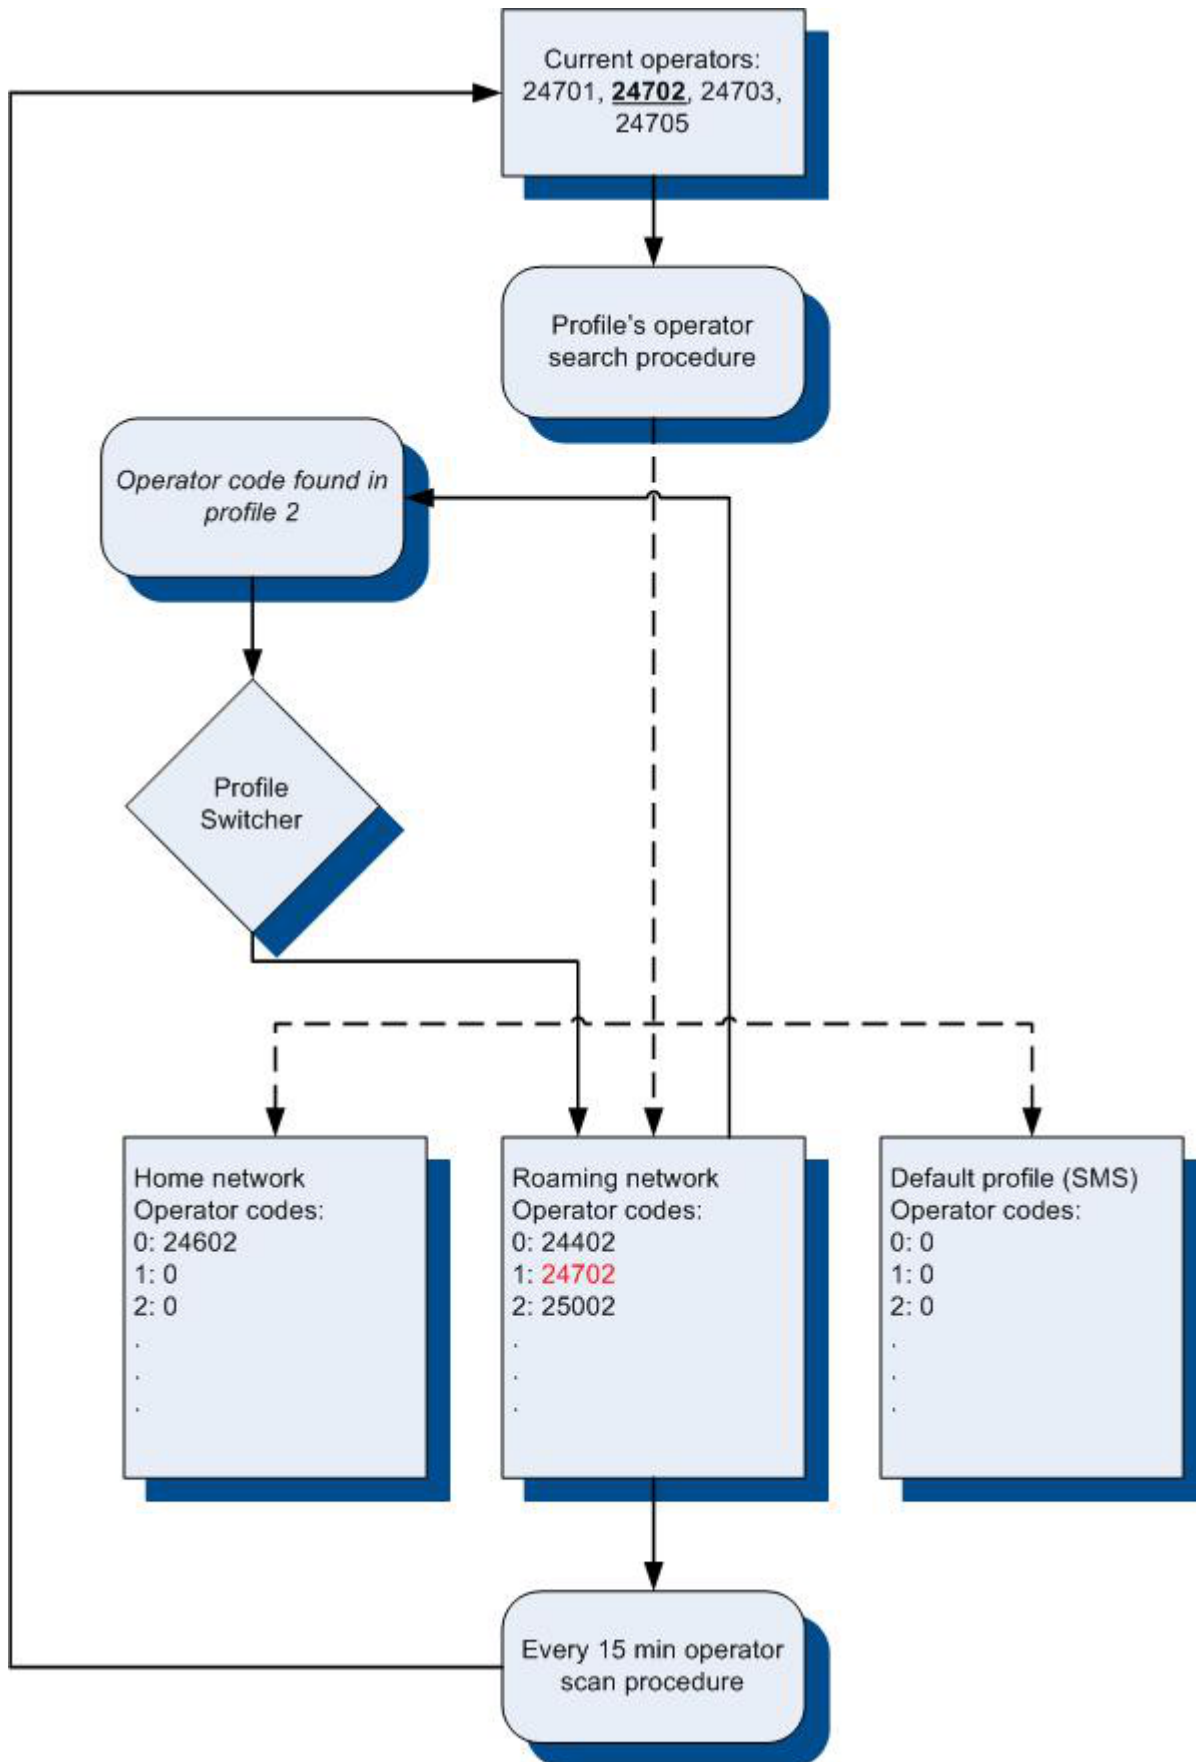 Current operators:
24701, 24702, 24703,
24705
Profile's operator
search procedure
Operator code found in
profile 2
Profile
Switcher
Home network
Operator codes:
0: 24602
1: 0
2: 0
.
.
.
Roaming network
Operator codes:
0: 24402
1: 24702
2: 25002
.
.
.
Default profile (SMS)
Operator codes:
0: 0
1: 0
2: 0
.
.
.
Every 15 min operator
scan procedure